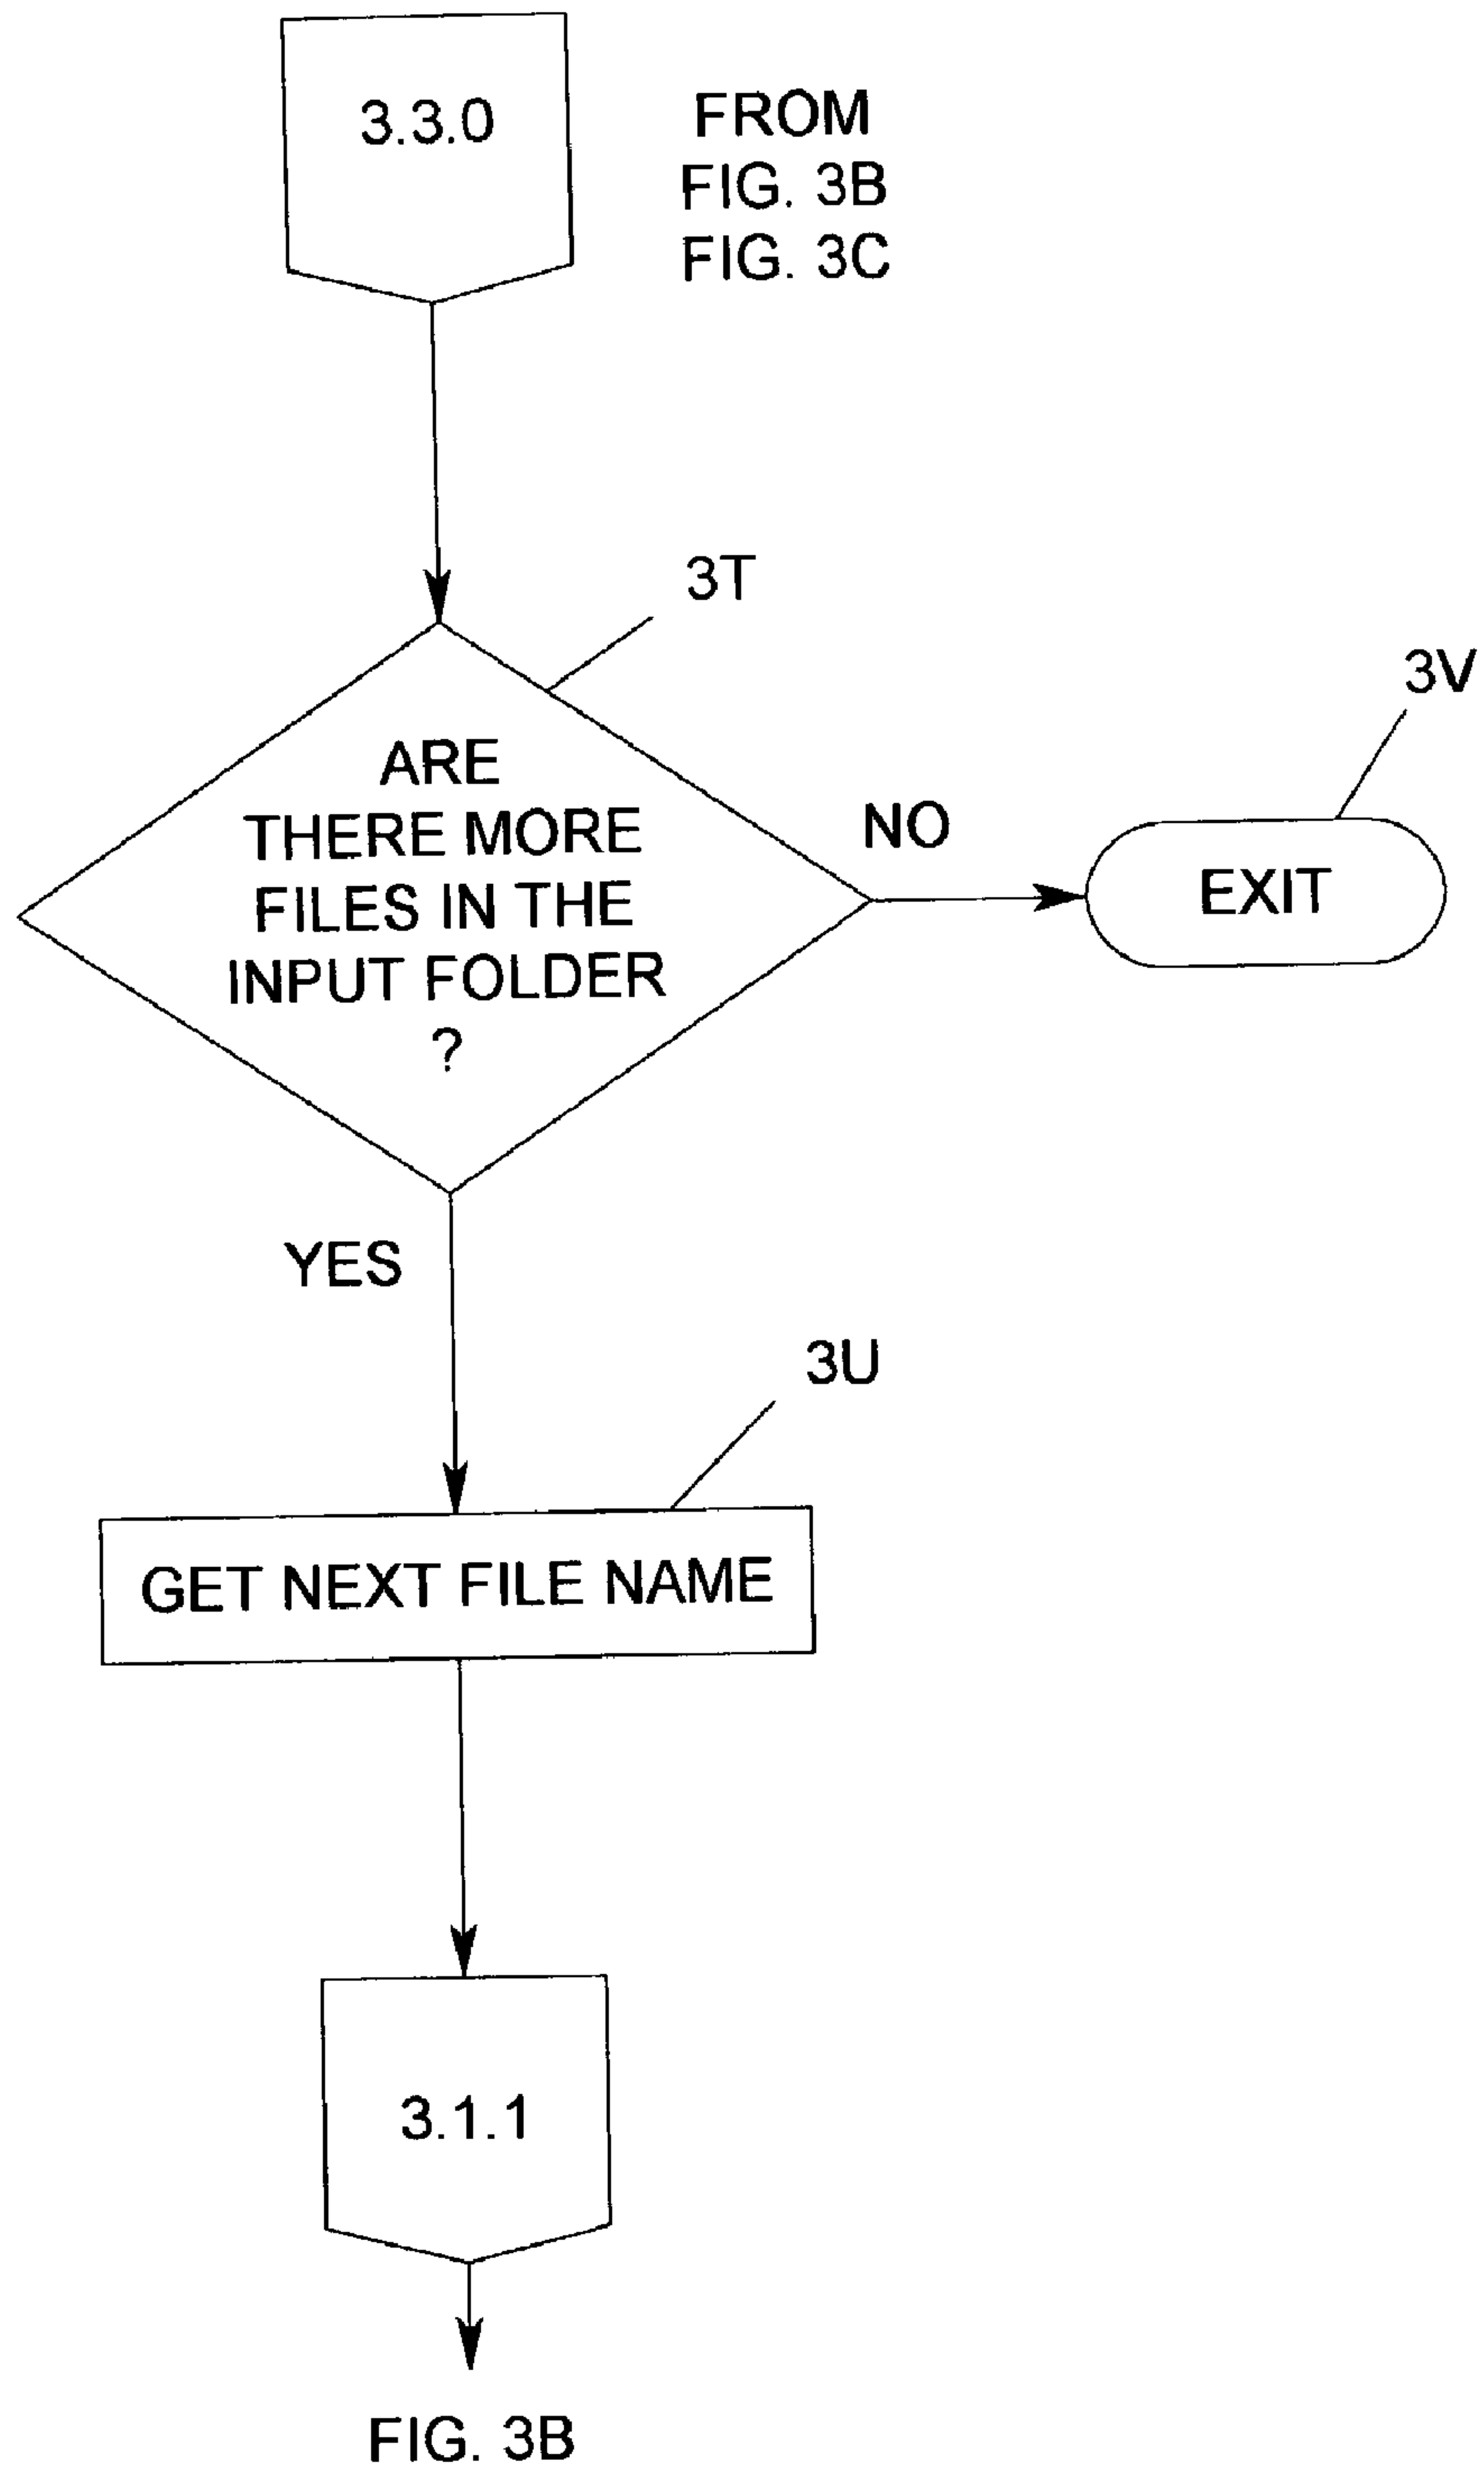 3.3.0
FROM
FIG. 3B
FIG. 3C
3T
3V
ARE
THERE MORE
FILES IN THE
INPUT FOLDER
?
NO
EXIT
YES
3U
GET NEXT FILE NAME
3.1.1
FIG. 3B